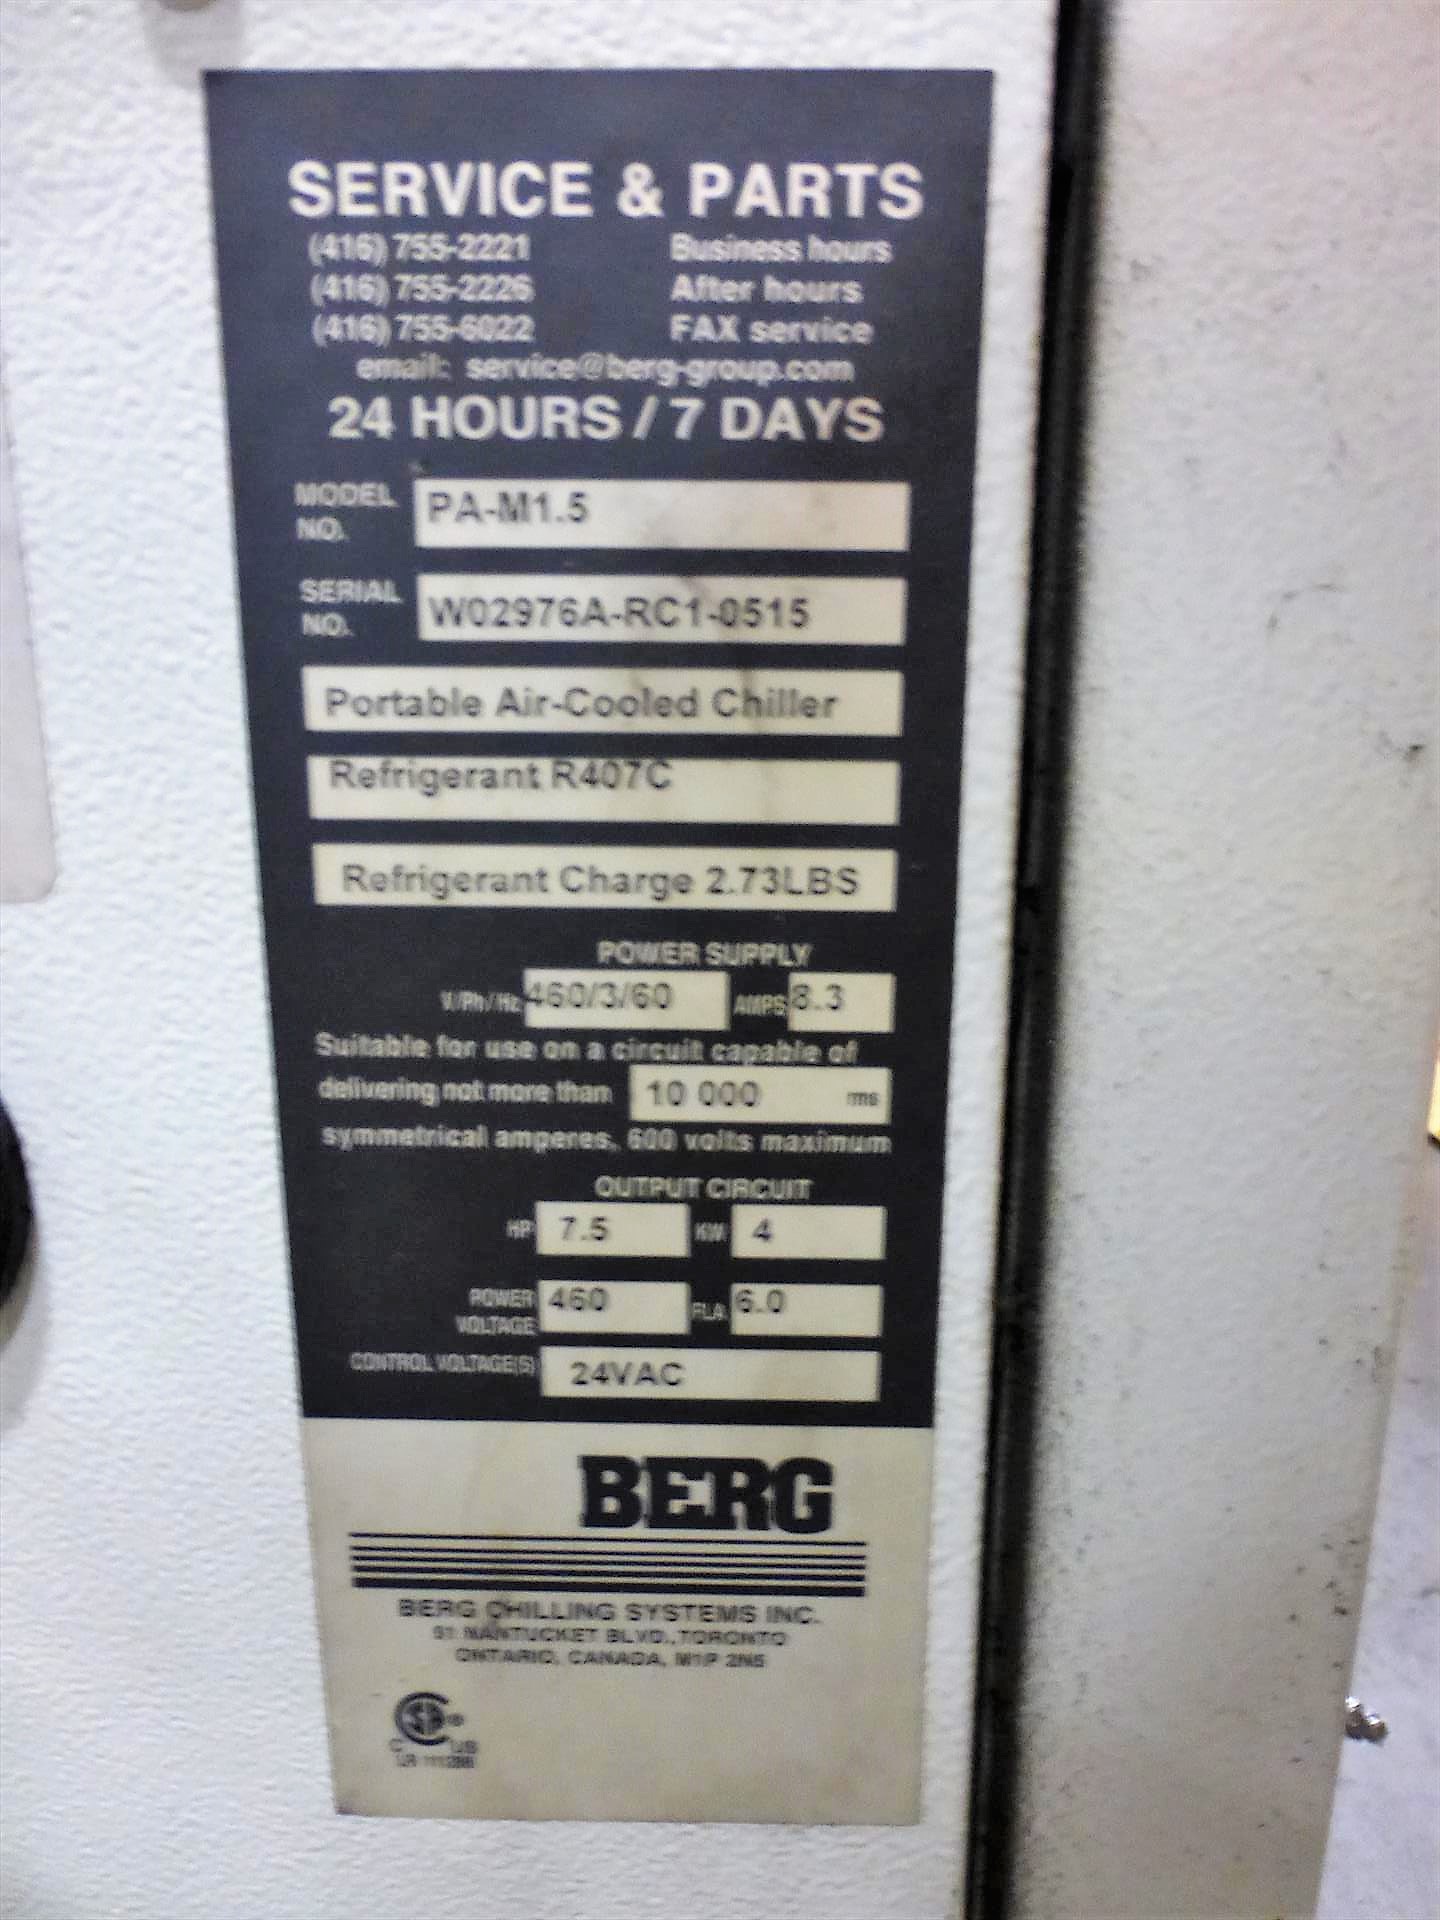 SERVICE & PARTS
(416) 755-2221 Business hours
(416) 755-2226 After hours
(416) 755-6022 FAX service
email: service@berg-group.com
24 HOURS / 7 DAYS
MODEL NO. PA-M1.5
SERIAL NO. W02976A-RC1-0515
Portable Air-Cooled Chiller
Refrigerant R407C
Refrigerant Charge 2.73LBS
POWER SUPPLY
V/Ph/Hz 460/3/60 AMPS 8.3
Suitable for use on a circuit capable of
delivering not more than 10 000 rms
symmetrical amperes, 600 volts maximum
OUTPUT CIRCUIT
HP 7.5 KW 4
POWER VOLTAGE 460 FLA 6.0
CONTROL VOLTAGE(S) 24VAC
BERG
BERG CHILLING SYSTEMS INC.
51 NANTUCKET BLVD., TORONTO
ONTARIO, CANADA, M1P 2N5
C US
LR